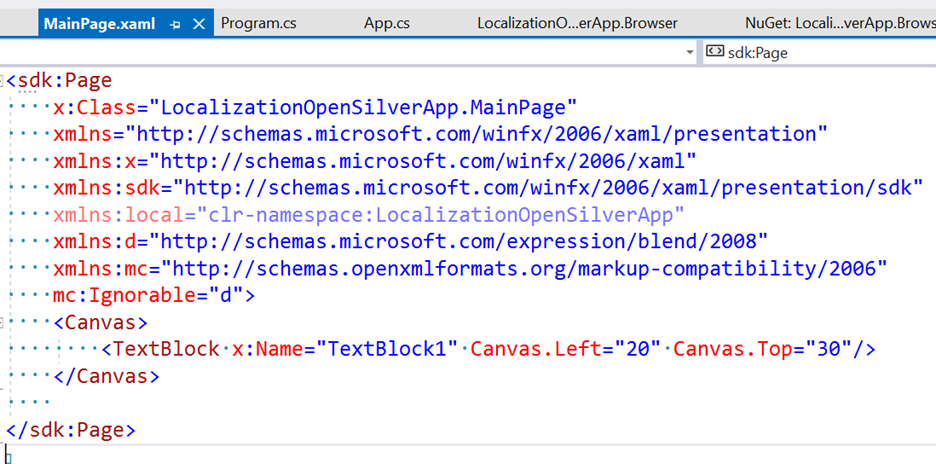 MainPage.xaml Program.cs App.cs LocalizationO...erApp.Browser NuGet: Locali...verApp.Brows
sdk:Page
<sdk:Page
x:Class="LocalizationOpenSilverApp.MainPage"
xmlns="http://schemas.microsoft.com/winfx/2006/xaml/presentation"
xmlns:x="http://schemas.microsoft.com/winfx/2006/xaml"
xmlns:sdk="http://schemas.microsoft.com/winfx/2006/xaml/presentation/sdk"
xmlns:local="clr-namespace:LocalizationOpenSilverApp"
xmlns:d="http://schemas.microsoft.com/expression/blend/2008"
xmlns:mc="http://schemas.openxmlformats.org/markup-compatibility/2006"
mc:Ignorable="d">
<Canvas>
<TextBlock x:Name="TextBlock1" Canvas.Left="20" Canvas.Top="30"/>
</Canvas>
</sdk:Page>